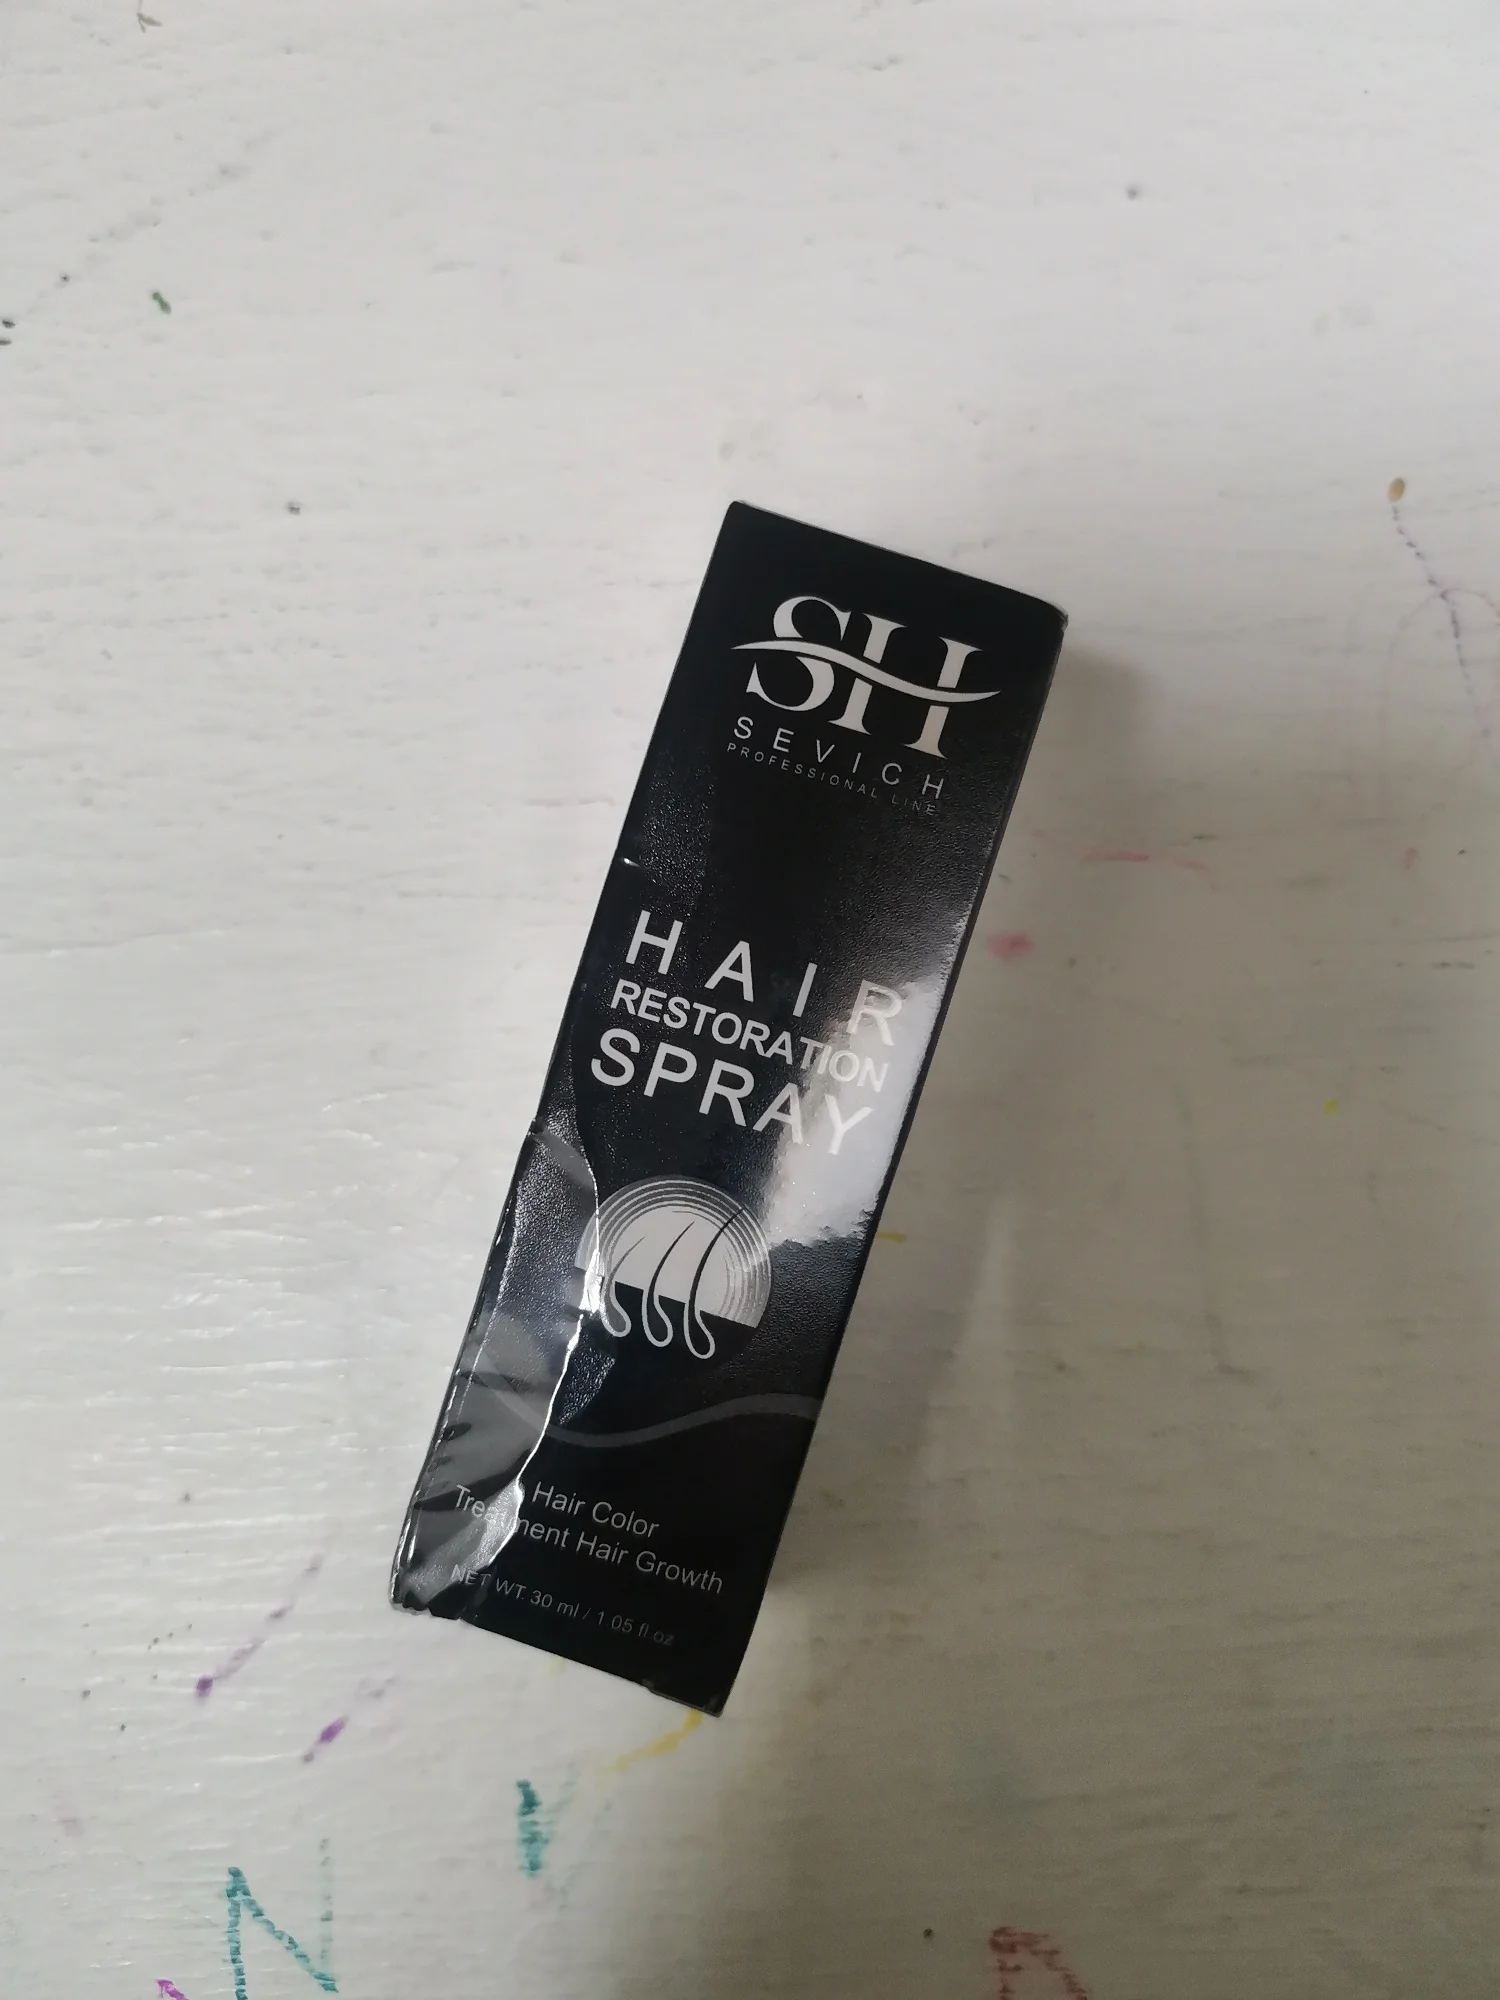 SH
SEVICH
PROFESSIONAL LINE
HAIR
RESTORATION
SPRAY
Hair Color
Treatment Hair Growth
NET WT. 30 ml / 1.05 fl.oz
N